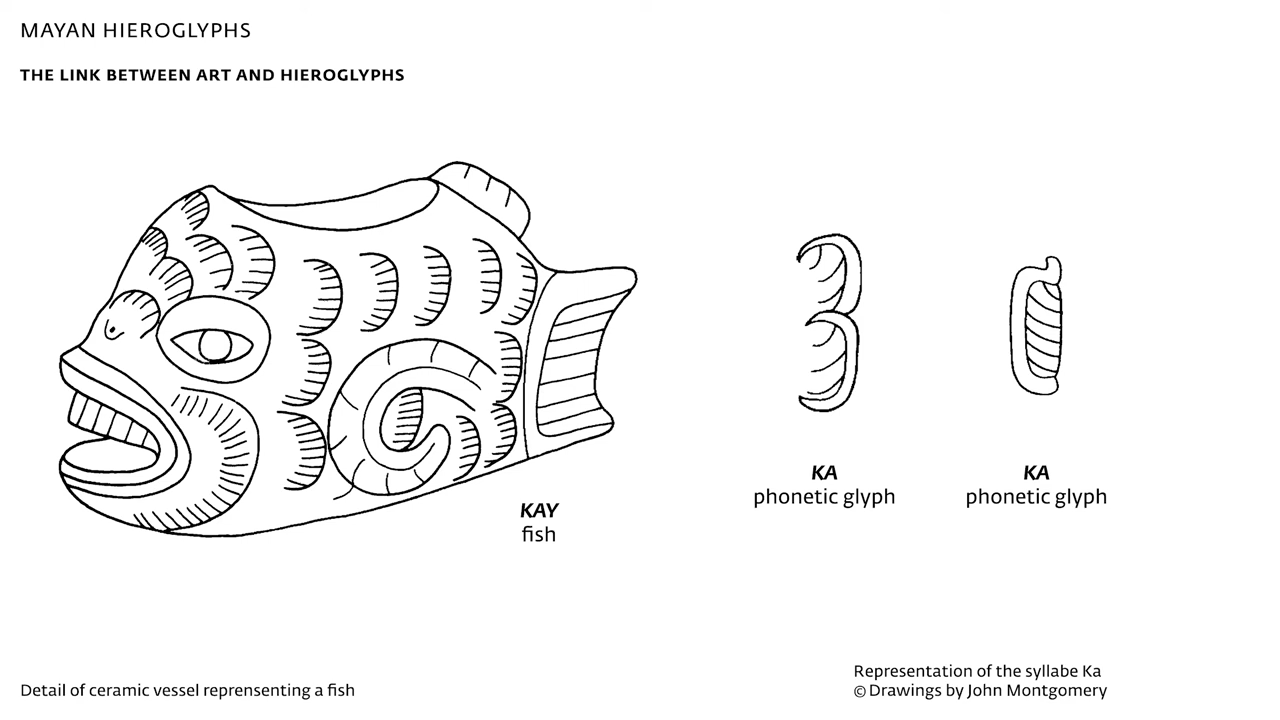 MAYAN HIEROGLYPHS
THE LINK BETWEEN ART AND HIEROGLYPHS
KA
phonetic glyph
KA
phonetic glyph
KAY
fish
Detail of ceramic vessel reprensenting a fish
Representation of the syllabe Ka
© Drawings by John Montgomery